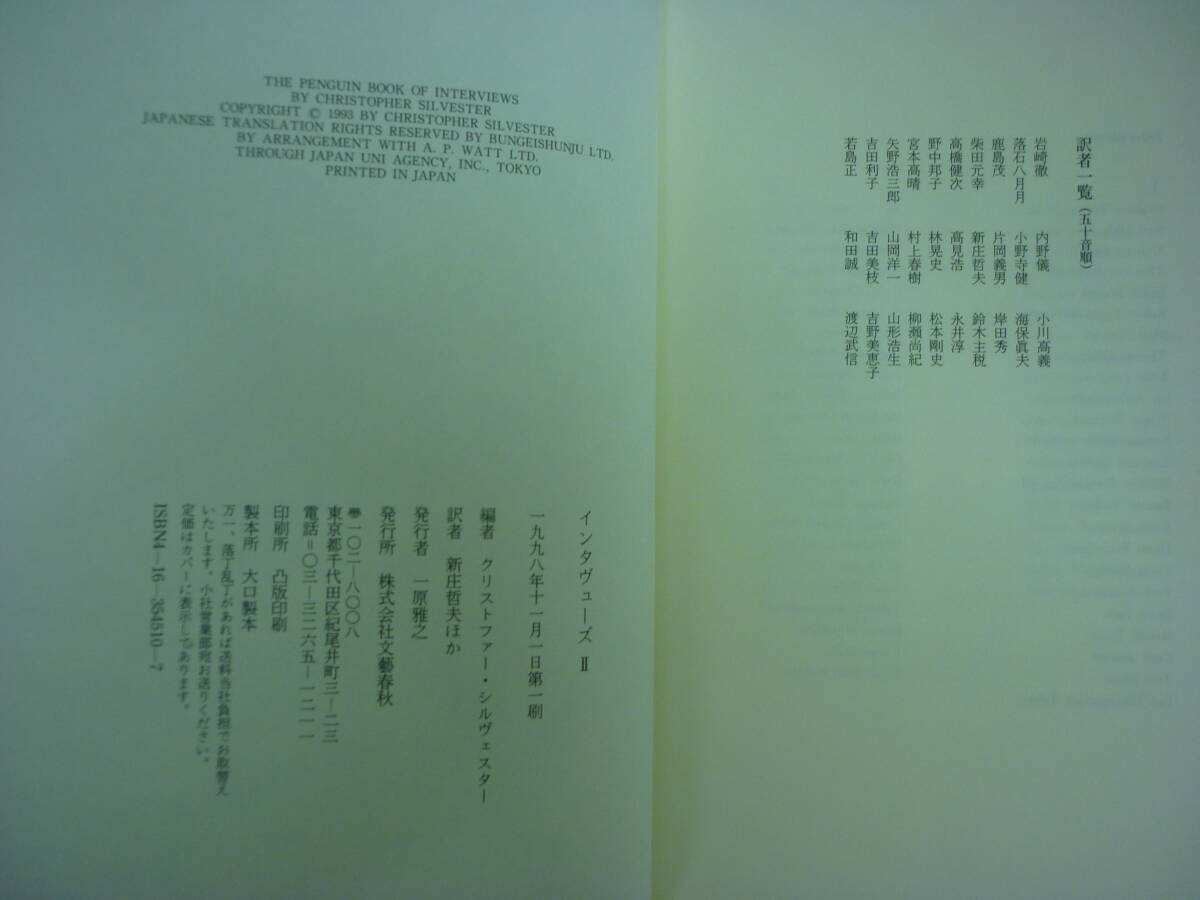 訳者一覧(五十音順)
岩崎徹 内野儀 小川高義
落石八月月 小野寺健 海保眞夫
鹿島茂 片岡義男 岸田秀
柴田元幸 新庄哲夫 鈴木主税
高橋健次 高見浩 永井淳
野中邦子 林晃史 松本剛史
宮本高晴 村上春樹 柳瀬尚紀
矢野浩三郎 山岡洋一 山形浩生
吉田利子 吉田美枝 吉野美恵子
若島正 和田誠 渡辺武信
THE PENGUIN BOOK OF INTERVIEWS
BY CHRISTOPHER SILVESTER
COPYRIGHT © 1993 BY CHRISTOPHER SILVESTER
JAPANESE TRANSLATION RIGHTS RESERVED BY BUNGEISHUNJU LTD.
BY ARRANGEMENT WITH A. P. WATT LTD.
THROUGH JAPAN UNI AGENCY, INC., TOKYO
PRINTED IN JAPAN
インタヴューズ Ⅱ
一九九八年十一月一日第一刷
編者 クリストファー・シルヴェスター
訳者 新庄哲夫ほか
発行者 一原雅之
発行所 株式会社文藝春秋
〠一〇二―八〇〇八
東京都千代田区紀尾井町三―二三
電話=〇三―三二六五―一二一一
印刷所 凸版印刷
製本所 大口製本
万一、落丁乱丁があれば送料当社負担でお取替え
いたします。小社営業部宛お送りください。
定価はカバーに表示してあります。
ISBN4―16―354510―7